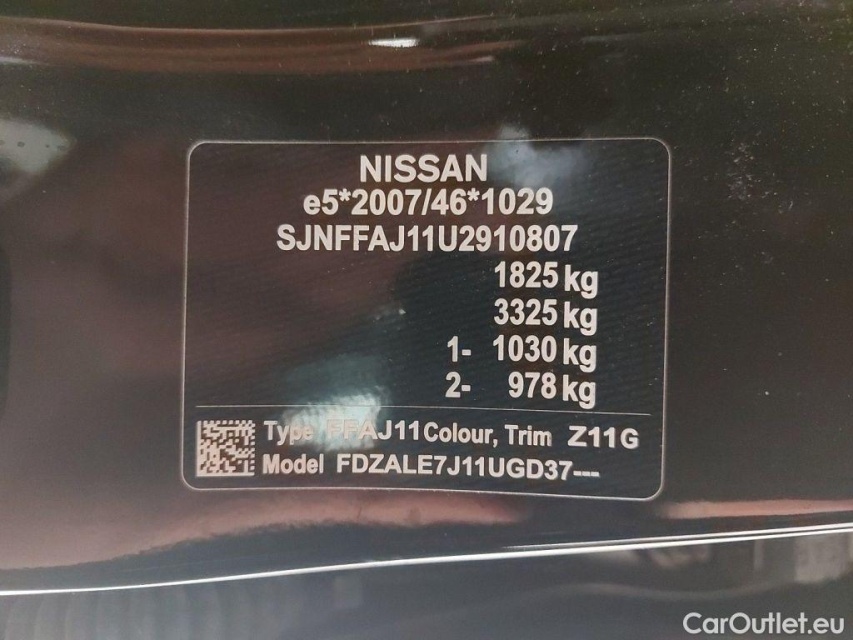 NISSAN
e5*2007/46*1029
SJNFFAJ11U2910807
1825 kg
3325 kg
1- 1030 kg
2- 978 kg
Type FFAJ11 Colour, Trim Z11 G
Model FDZALE7J11UGD37---
CarOutlet.eu